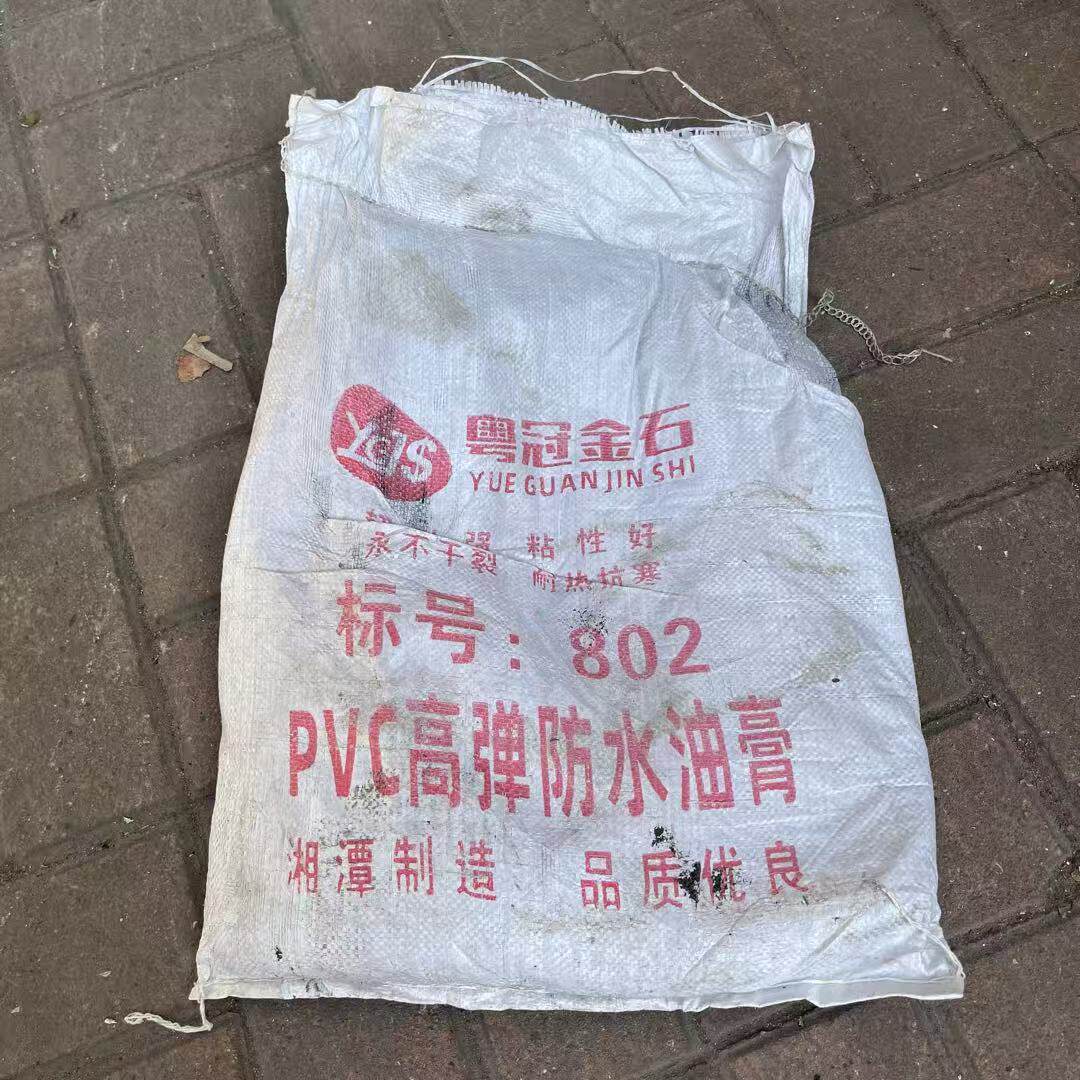 YGJS
粤冠金石
YUE GUAN JIN SHI
强 粘性好
永不干裂 耐热抗寒
标号：802
PVC高弹防水油膏
湘潭制造 品质优良